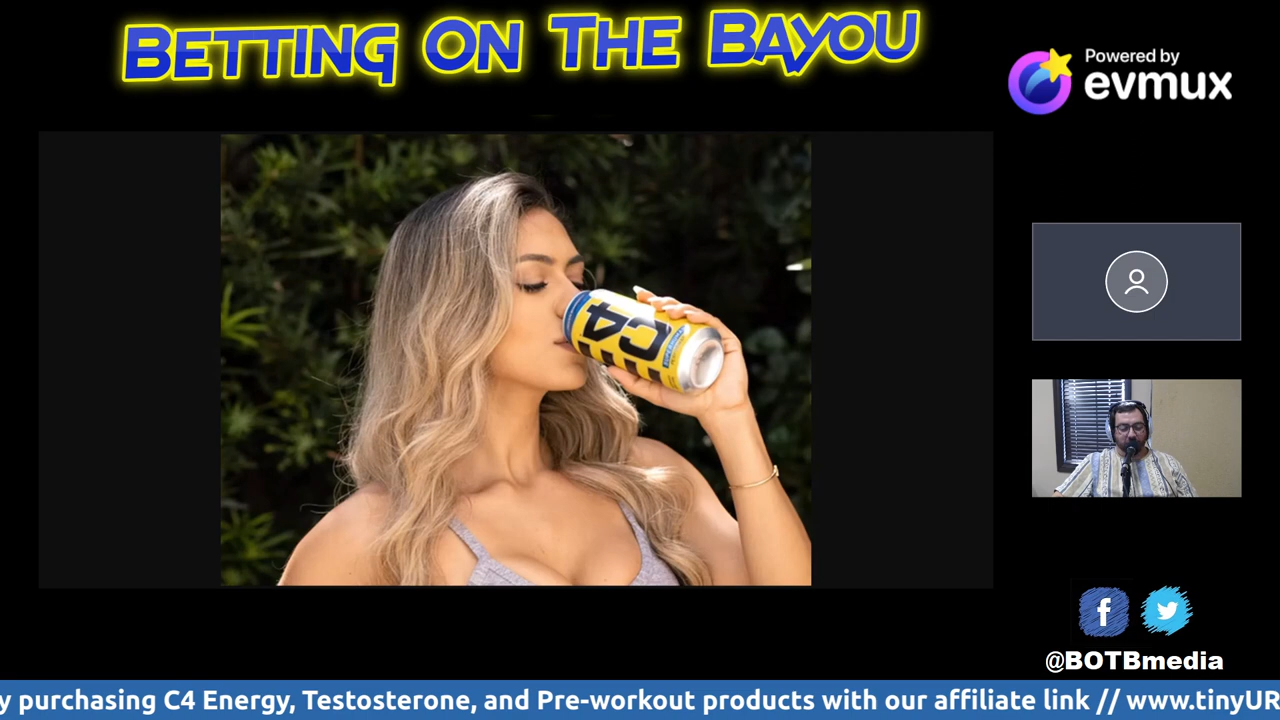 BETTING ON THE BAYOU
Powered by
evmux
C4
@BOTBmedia
purchasing C4 Energy, Testosterone, and Pre-workout products with our affiliate link // www.tinyUR